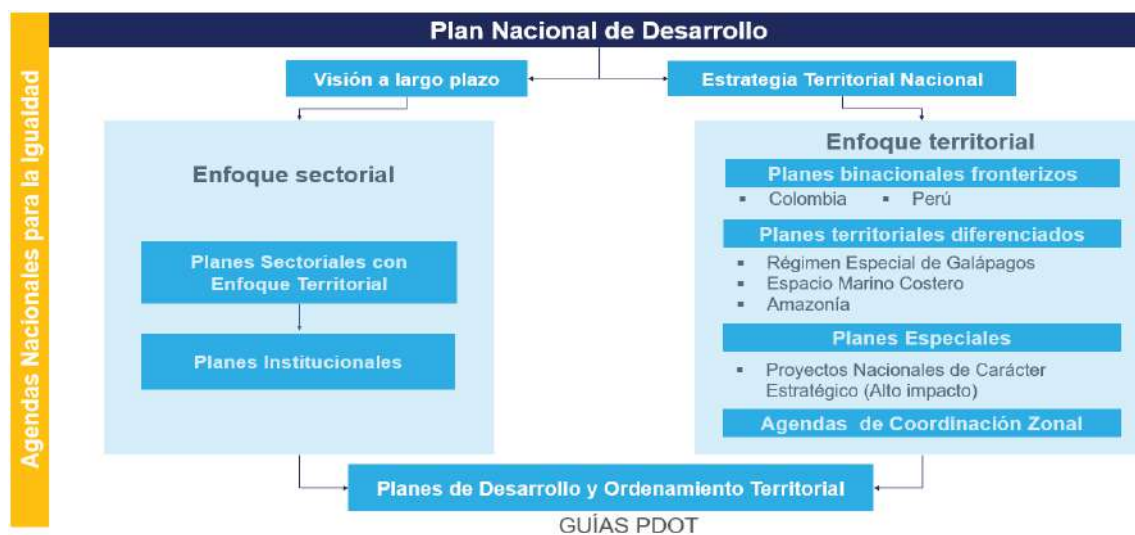 Agendas Nacionales para la Igualdad
Plan Nacional de Desarrollo
Visión a largo plazo
Estrategia Territorial Nacional
Enfoque sectorial
Planes Sectoriales con
Enfoque Territorial
Planes Institucionales
Enfoque territorial
Planes binacionales fronterizos
▪ Colombia ▪ Perú
Planes territoriales diferenciados
▪ Régimen Especial de Galápagos
▪ Espacio Marino Costero
▪ Amazonía
Planes Especiales
▪ Proyectos Nacionales de Carácter
Estratégico (Alto impacto)
Agendas de Coordinación Zonal
Planes de Desarrollo y Ordenamiento Territorial
GUÍAS PDOT